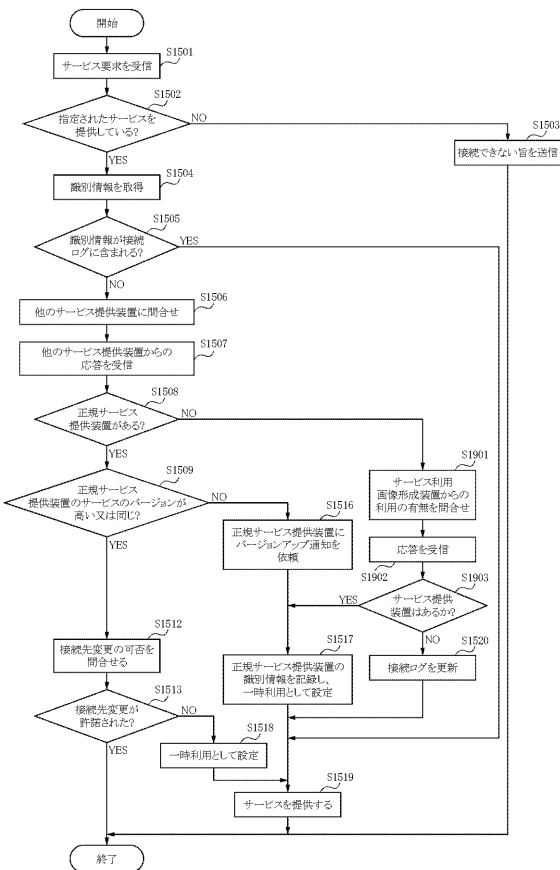 開始
S1501
サービス要求を受信
S1502
指定されたサービスを
提供している?
NO
YES
S1503
接続できない旨を送信
S1504
識別情報を取得
S1505
識別情報が接続
ログに含まれる?
YES
NO
S1506
他のサービス提供装置に問合せ
S1507
他のサービス提供装置からの
応答を受信
S1508
正規サービス
提供装置がある?
NO
YES
S1509
正規サービス
提供装置のサービスのバージョンが
高い又は同じ?
NO
YES
S1516
正規サービス提供装置に
バージョンアップ通知を
依頼
S1901
サービス利用
画像形成装置からの
利用の有無を問合せ
応答を受信
S1902
S1903
サービス提供
装置はあるか?
YES
NO
S1512
接続先変更の可否を
問合せる
S1517
正規サービス提供装置の
識別情報を記録し、
一時利用として設定
S1520
接続ログを更新
S1513
接続先変更が
許諾された?
NO
YES
S1518
一時利用として設定
S1519
サービスを提供する
終了